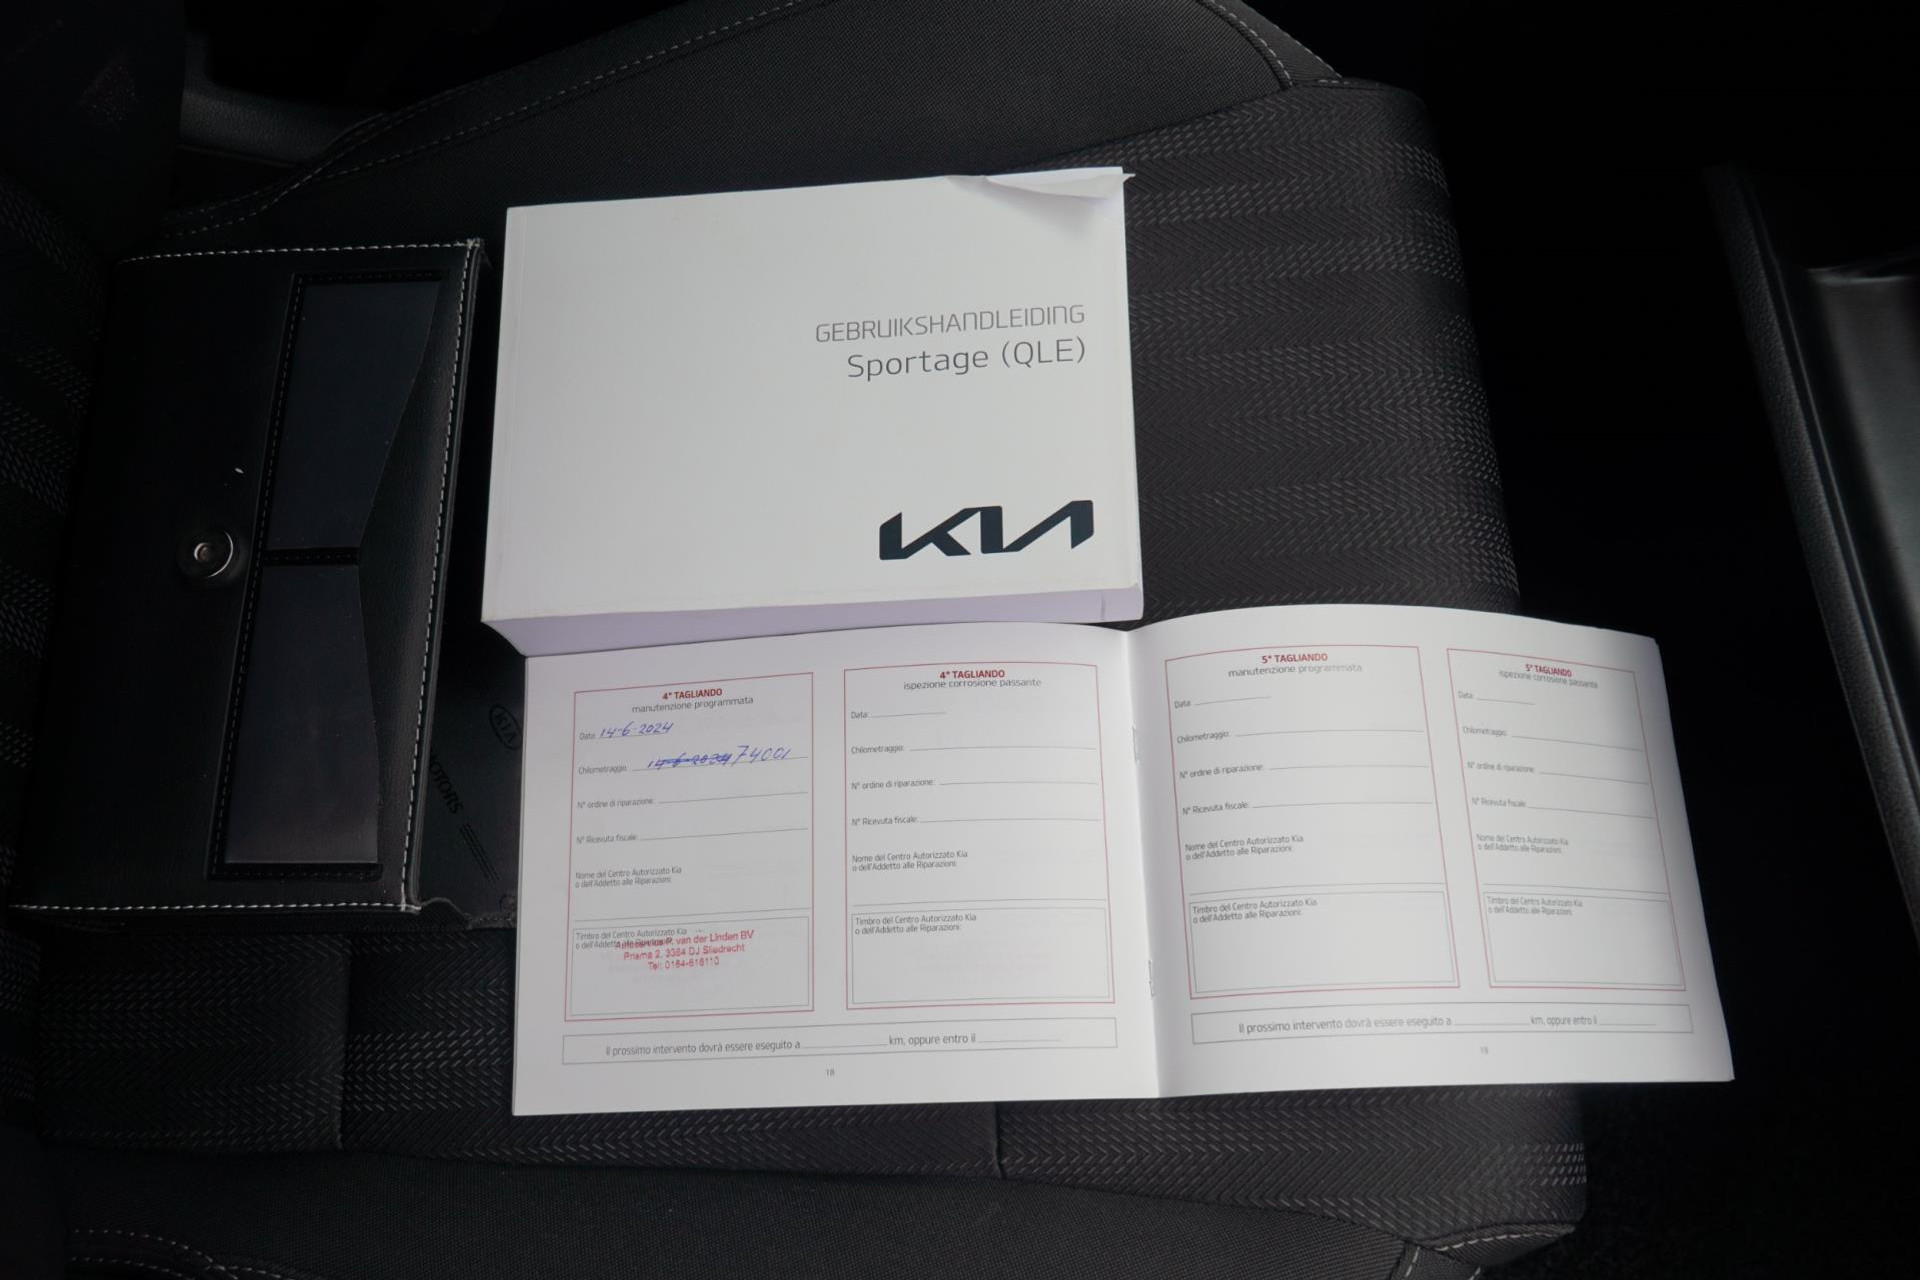 GEBRUIKSHANDLEIDING
Sportage (QLE)
KIA
KIA
MOTORS
4° TAGLIANDO
manutenzione programmata
Data: 14-6-2024
Chilometraggio: 14-6-2024 74001
N° ordine di riparazione:
N° Ricevuta fiscale:
Nome del Centro Autorizzato Kia
o dell'Addetto alle Riparazioni:
Timbro del Centro Autorizzato Kia
o dell'Addetto alle Riparazioni:
Autoservice P. van der Linden BV
Prisma 2, 3364 DJ Sliedrecht
Tel: 0184-618110
4° TAGLIANDO
ispezione corrosione passante
Data:
Chilometraggio:
N° ordine di riparazione:
N° Ricevuta fiscale:
Nome del Centro Autorizzato Kia
o dell'Addetto alle Riparazioni:
Timbro del Centro Autorizzato Kia
o dell'Addetto alle Riparazioni:
Il prossimo intervento dovrà essere eseguito a km, oppure entro il
18
5° TAGLIANDO
manutenzione programmata
Data:
Chilometraggio:
N° ordine di riparazione:
N° Ricevuta fiscale:
Nome del Centro Autorizzato Kia
o dell'Addetto alle Riparazioni:
Timbro del Centro Autorizzato Kia
o dell'Addetto alle Riparazioni:
5° TAGLIANDO
ispezione corrosione passante
Data:
Chilometraggio:
N° ordine di riparazione:
N° Ricevuta fiscale:
Nome del Centro Autorizzato Kia
o dell'Addetto alle Riparazioni:
Timbro del Centro Autorizzato Kia
o dell'Addetto alle Riparazioni:
Il prossimo intervento dovrà essere eseguito a km, oppure entro il
19